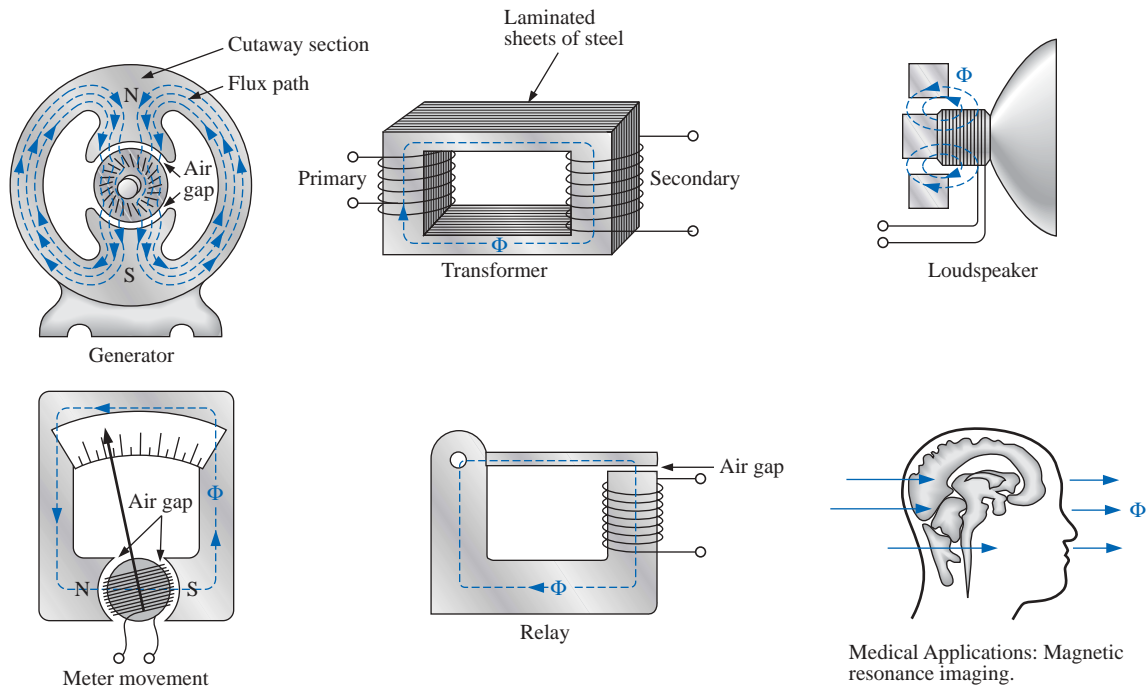 Cutaway section
Flux path
N
Air
gap
S
Generator
Laminated
sheets of steel
Primary
Secondary
Φ
Transformer
Φ
Loudspeaker
Φ
Air gap
N
S
Meter movement
Air gap
Φ
Relay
Φ
Medical Applications: Magnetic
resonance imaging.